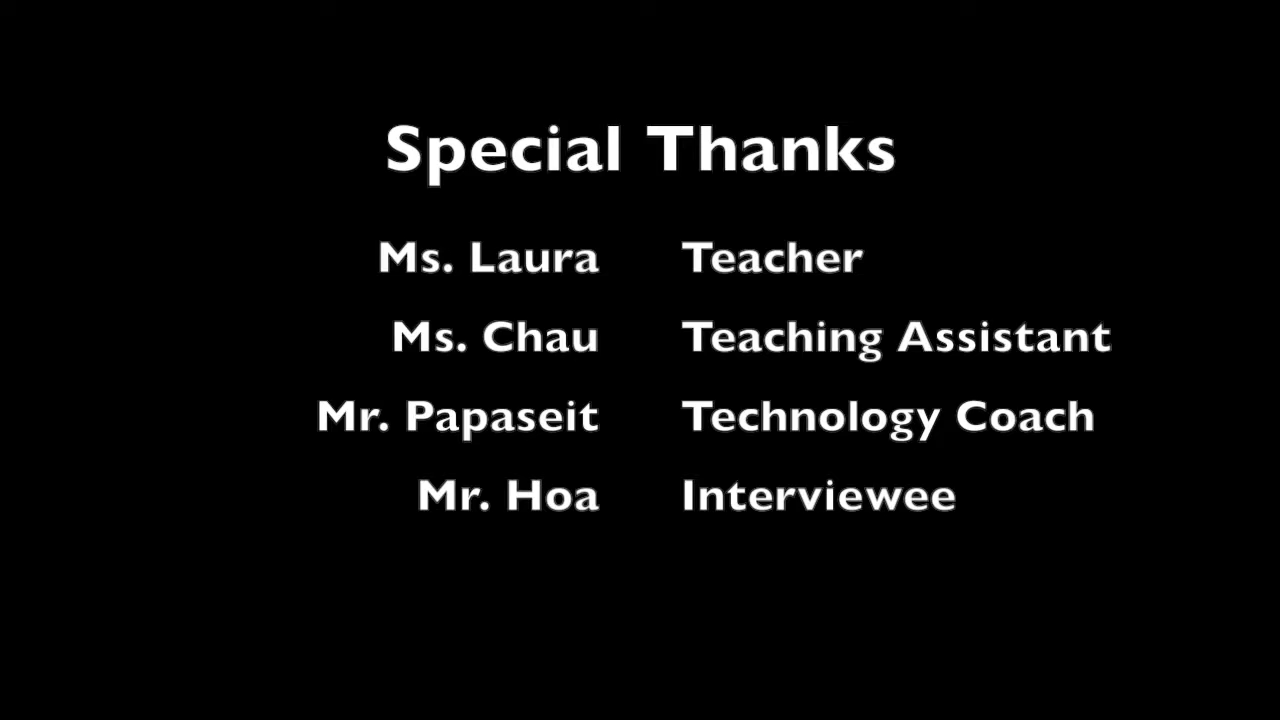 Special Thanks
Ms. Laura Teacher
Ms. Chau Teaching Assistant
Mr. Papaseit Technology Coach
Mr. Hoa Interviewee